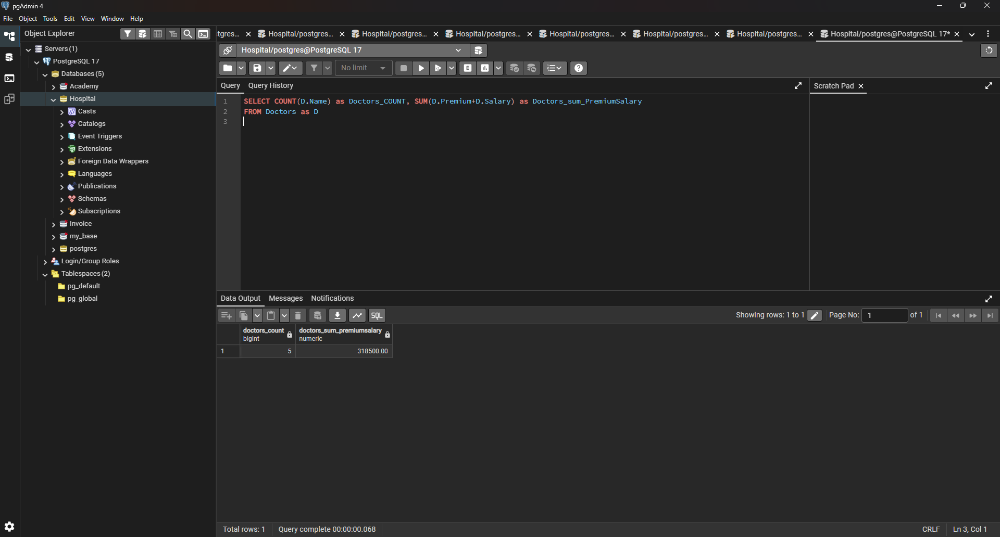 pgAdmin 4
File Object Tools Edit View Window Help
Object Explorer
tgres... Hospital/postgres... Hospital/postgres... Hospital/postgres... Hospital/postgres... Hospital/postgres... Hospital/postgres... Hospital/postgres@PostgreSQL 17*
Servers (1)
PostgreSQL 17
Databases (5)
Academy
Hospital
Casts
Catalogs
Event Triggers
Extensions
Foreign Data Wrappers
Languages
Publications
Schemas
Subscriptions
Invoice
my_base
postgres
Login/Group Roles
Tablespaces (2)
pg_default
pg_global
Hospital/postgres@PostgreSQL 17
No limit
E
Query Query History
Scratch Pad
1 SELECT COUNT(D.Name) as Doctors_COUNT, SUM(D.Premium+D.Salary) as Doctors_sum_PremiumSalary
2 FROM Doctors as D
3
Data Output Messages Notifications
SQL
Showing rows: 1 to 1 Page No: 1 of 1
doctors_count doctors_sum_premiumsalary
bigint numeric
1 5 318500.00
Total rows: 1 Query complete 00:00:00.068 CRLF Ln 3, Col 1